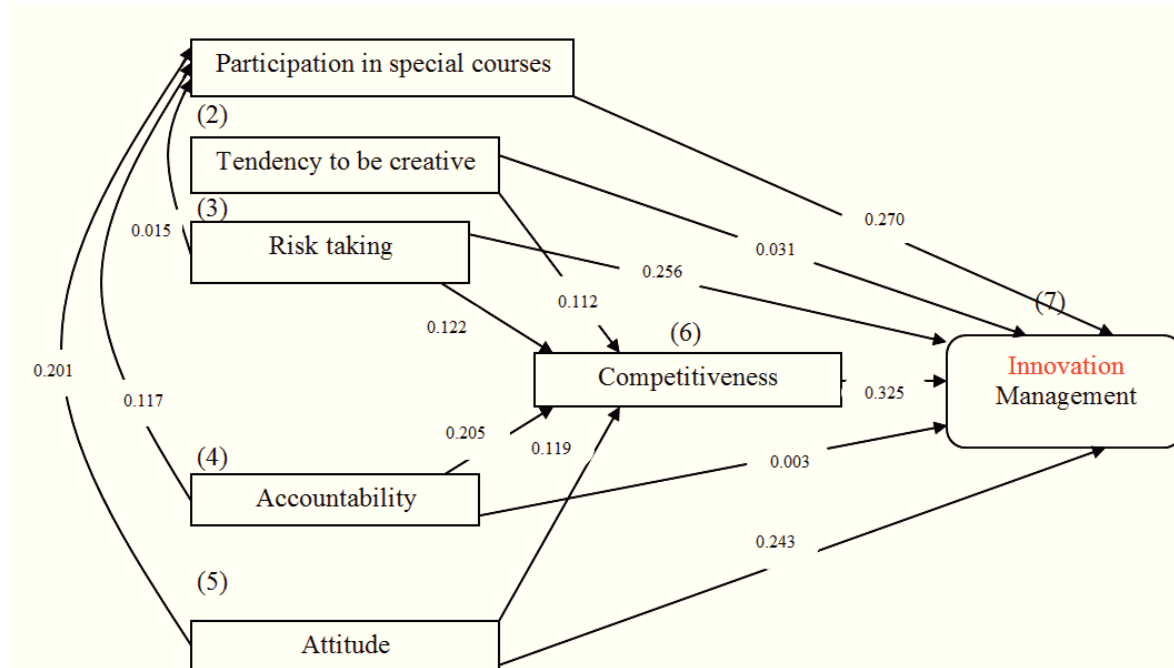 Participation in special courses
(2)
Tendency to be creative
(3)
0.015
Risk taking
0.270
0.031
0.256
(7)
0.112
0.122
(6)
Innovation
Management
Competitiveness
0.201
0.325
0.117
0.205
0.119
(4)
0.003
Accountability
0.243
(5)
Attitude